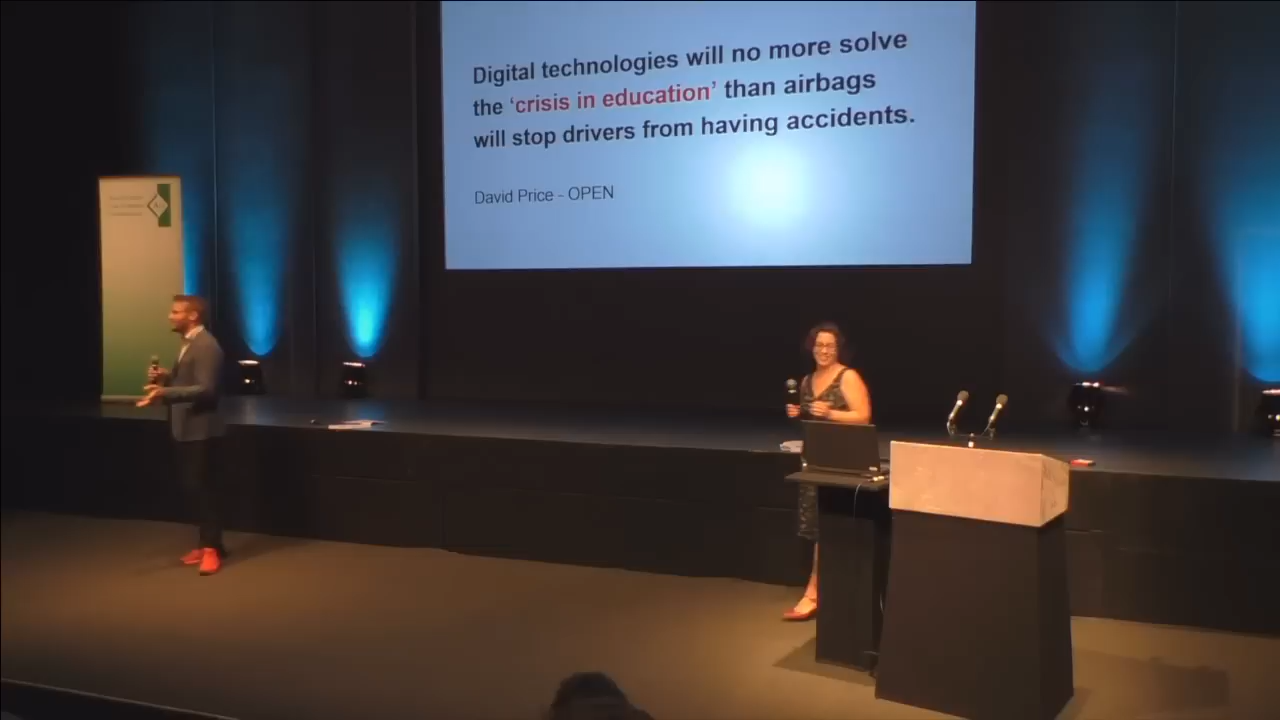 Digital technologies will no more solve
the ‘crisis in education’ than airbags
will stop drivers from having accidents.
David Price - OPEN